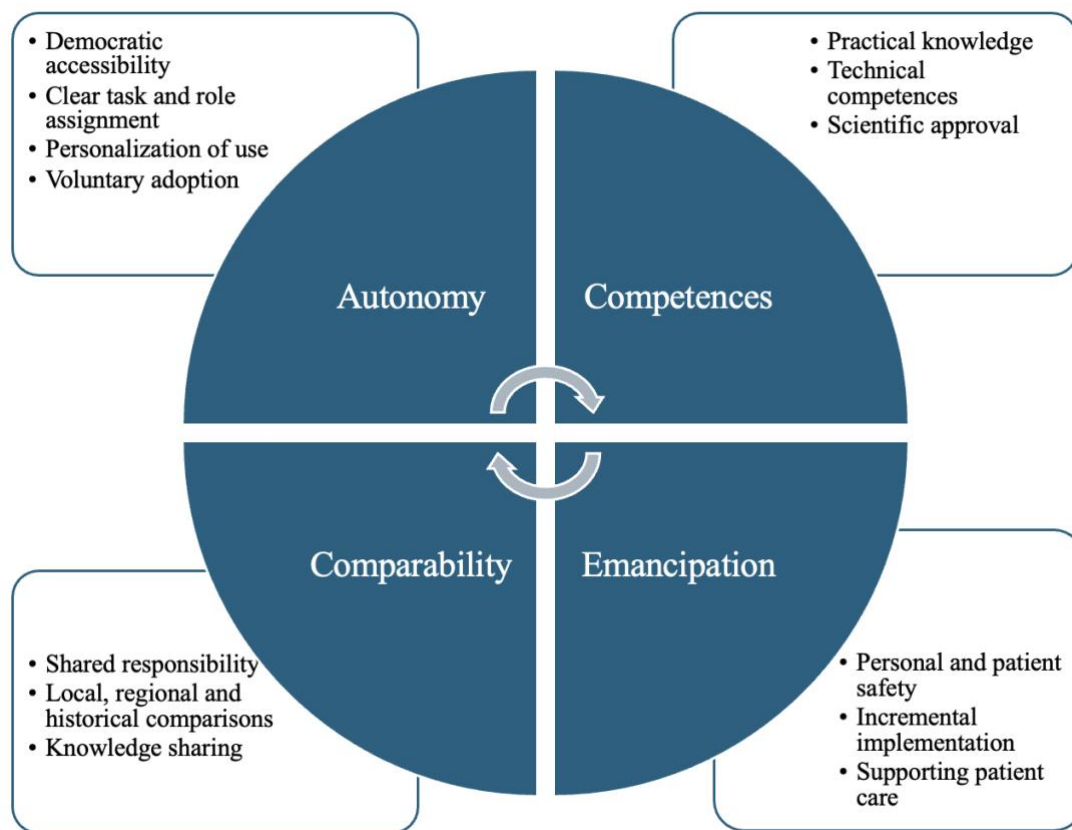 • Democratic
accessibility
• Clear task and role
assignment
• Personalization of use
• Voluntary adoption
• Practical knowledge
• Technical
competences
• Scientific approval
Autonomy
Competences
Comparability
Emancipation
• Shared responsibility
• Local, regional and
historical comparisons
• Knowledge sharing
• Personal and patient
safety
• Incremental
implementation
• Supporting patient
care